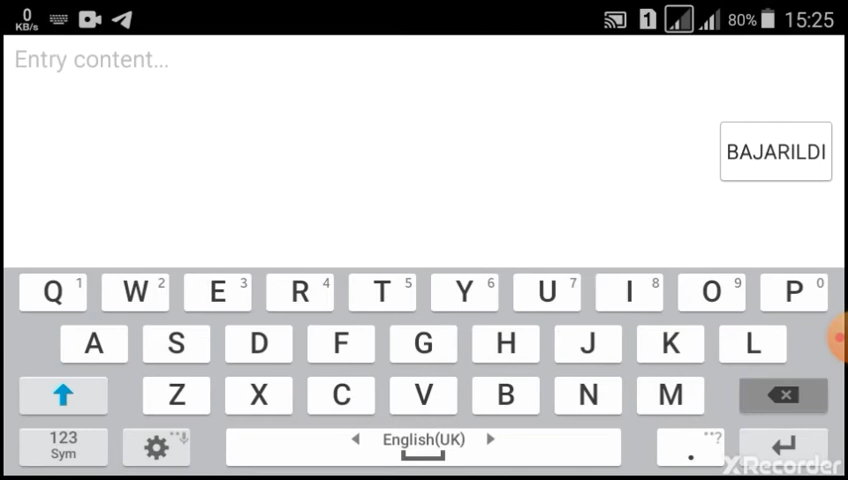 0
KB/s
1
80%
15:25
Entry content...
BAJARILDI
Q 1 W 2 E 3 R 4 T 5 Y 6 U 7 I 8 O 9 P 0
A S D F G H J K L
Z X C V B N M
123
Sym
English(UK)
. ?
XRecorder